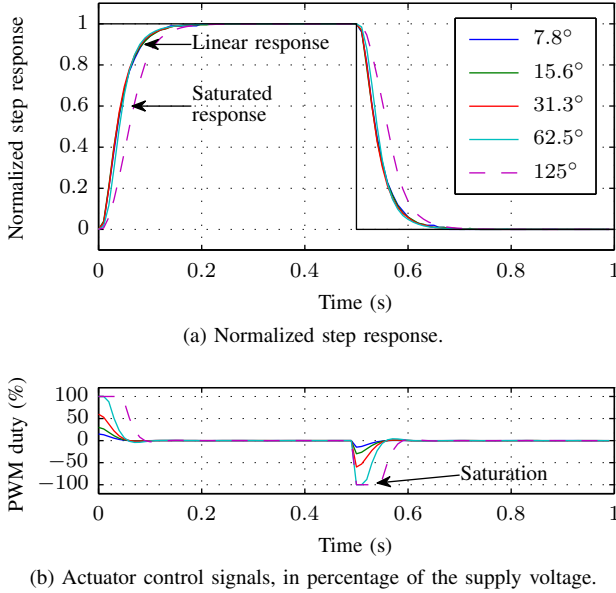 Normalized step response
1
0.8
0.6
0.4
0.2
0
Linear response
Saturated
response
7.8°
15.6°
31.3°
62.5°
125°
0 0.2 0.4 0.6 0.8 1
Time (s)
(a) Normalized step response.
PWM duty (%)
100
50
0
−50
−100
Saturation
0 0.2 0.4 0.6 0.8 1
Time (s)
(b) Actuator control signals, in percentage of the supply voltage.